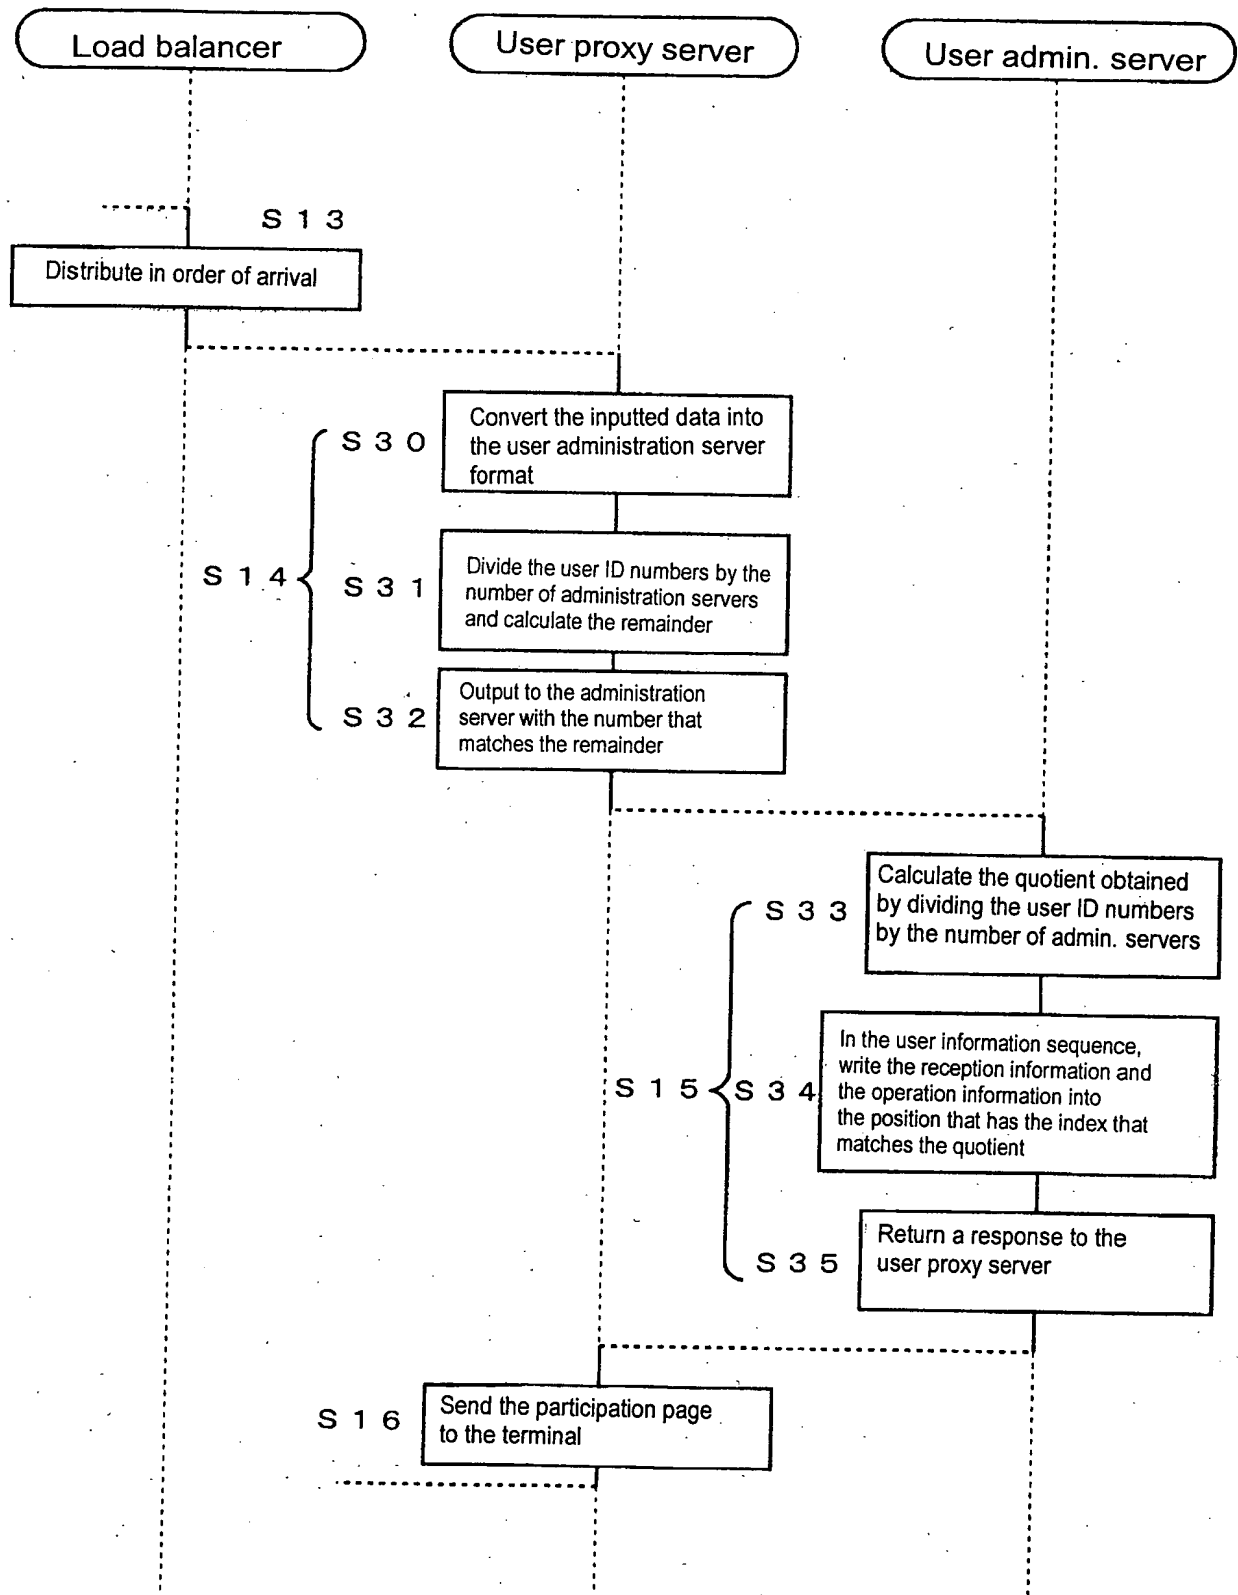 Load balancer
User proxy server
User admin. server
S 1 3
Distribute in order of arrival
S 1 4
S 3 0
Convert the inputted data into
the user administration server
format
S 3 1
Divide the user ID numbers by the
number of administration servers
and calculate the remainder
S 3 2
Output to the administration
server with the number that
matches the remainder
S 1 5
S 3 3
Calculate the quotient obtained
by dividing the user ID numbers
by the number of admin. servers
S 3 4
In the user information sequence,
write the reception information and
the operation information into
the position that has the index that
matches the quotient
S 3 5
Return a response to the
user proxy server
S 1 6
Send the participation page
to the terminal